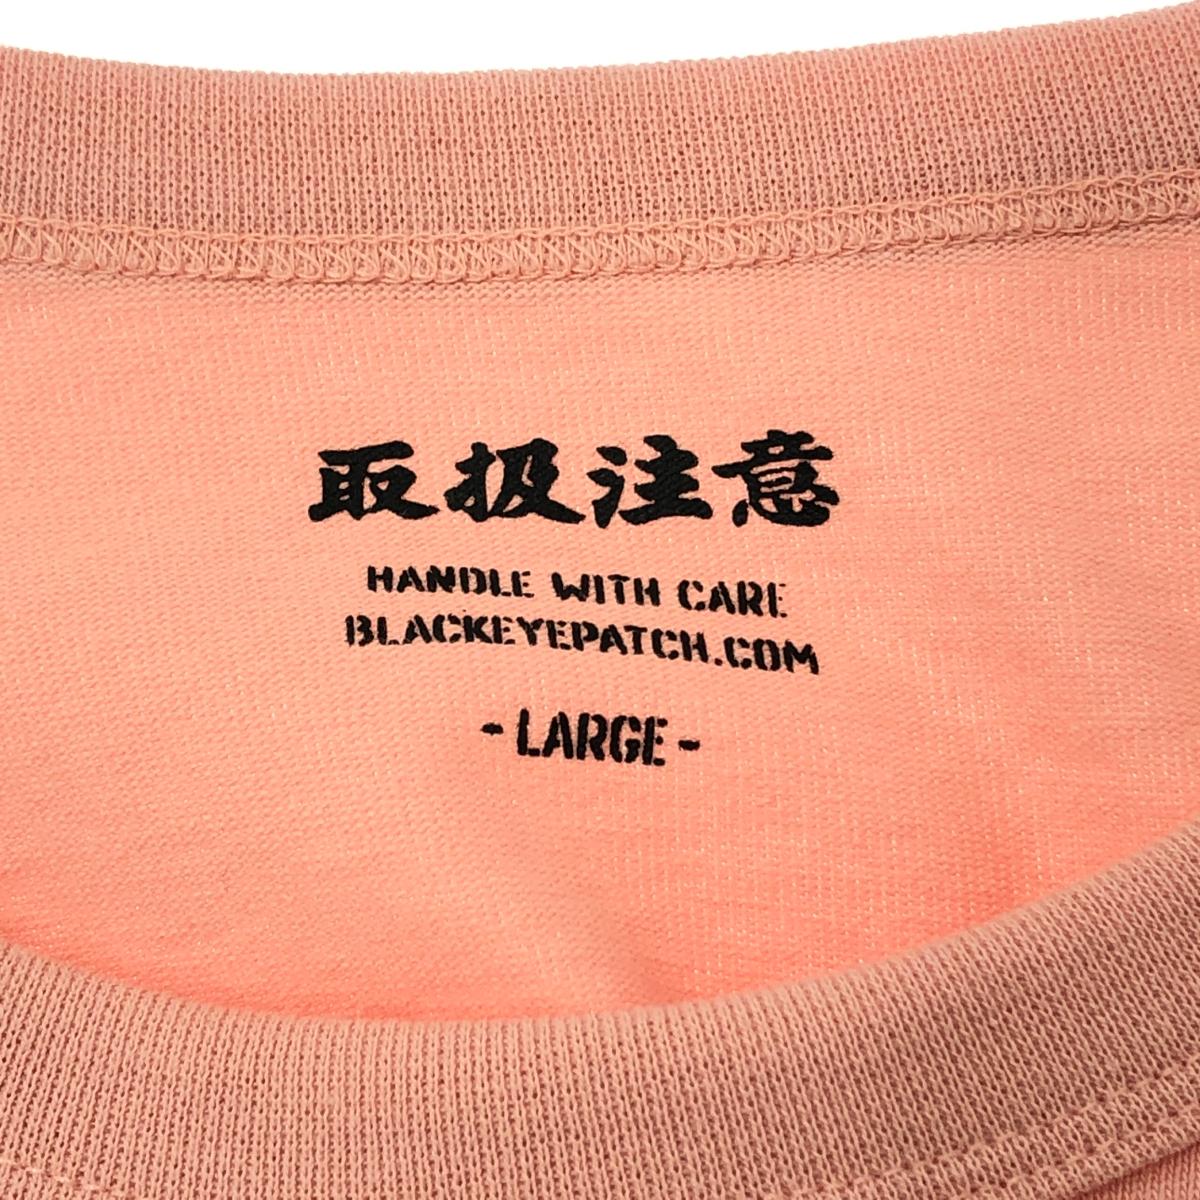 取扱注意
HANDLE WITH CARE
BLACKEYEPATCH.COM
- LARGE -